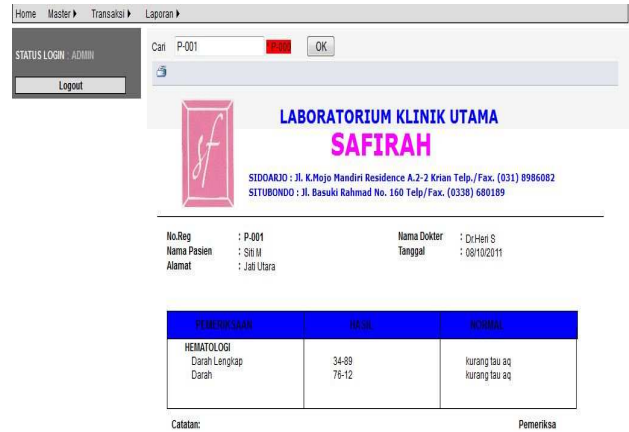 Home Master Transaksi Laporan
STATUS LOGIN : ADMIN
Logout
Cari P-001 * P-000 OK
sf
LABORATORIUM KLINIK UTAMA
SAFIRAH
SIDOARJO : Jl. K.Mojo Mandiri Residence A.2-2 Krian Telp./Fax. (031) 8986082
SITUBONDO : Jl. Basuki Rahmad No. 160 Telp/Fax. (0338) 680189
No.Reg : P-001 Nama Dokter : Dr.Heri S
Nama Pasien : Siti M Tanggal : 08/10/2011
Alamat : Jati Utara
PEMERIKSAAN HASIL NORMAL
HEMATOLOGI
Darah Lengkap 34-89 kurang tau aq
Darah 76-12 kurang tau aq
Catatan: Pemeriksa